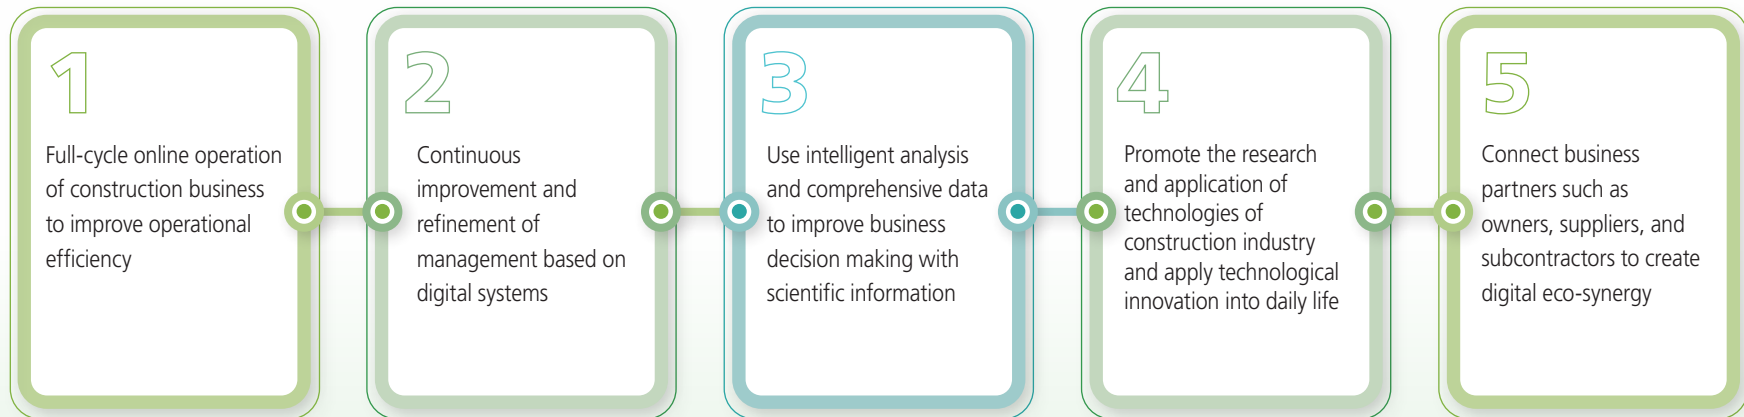 1
Full-cycle online operation
of construction business
to improve operational
efficiency
2
Continuous
improvement and
refinement of
management based on
digital systems
3
Use intelligent analysis
and comprehensive data
to improve business
decision making with
scientific information
4
Promote the research
and application of
technologies of
construction industry
and apply technological
innovation into daily life
5
Connect business
partners such as
owners, suppliers, and
subcontractors to create
digital eco-synergy